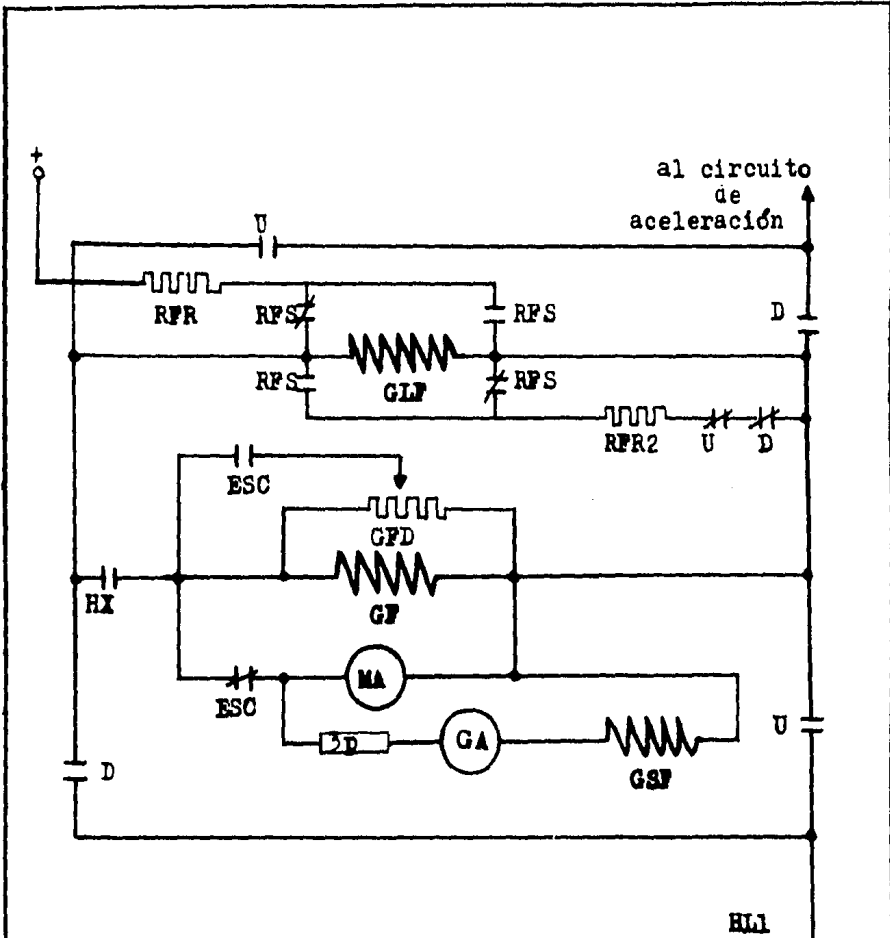 +
al circuito
de
aceleración
U
RFR
RFS
RFS
D
RFS
GLF
RFS
RFR2
U
D
ESC
GFD
HX
GF
MA
ESC
GA
U
D
GSF
HL1